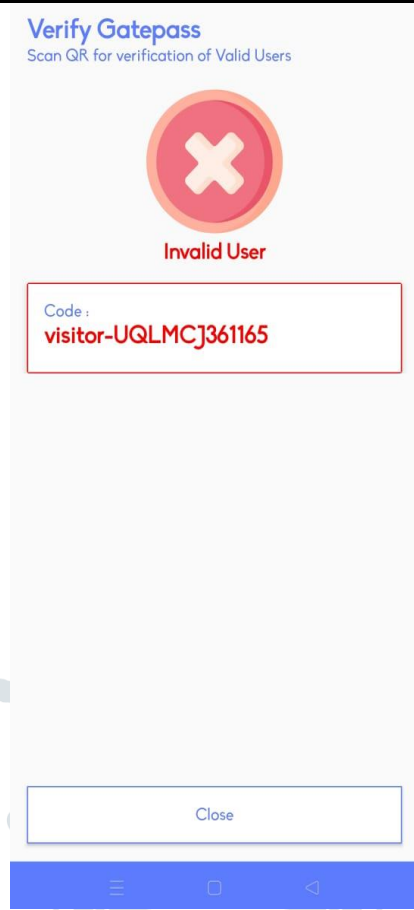 Verify Gatepass
Scan QR for verification of Valid Users
Invalid User
Code :
visitor-UQLMCJ361165
Close